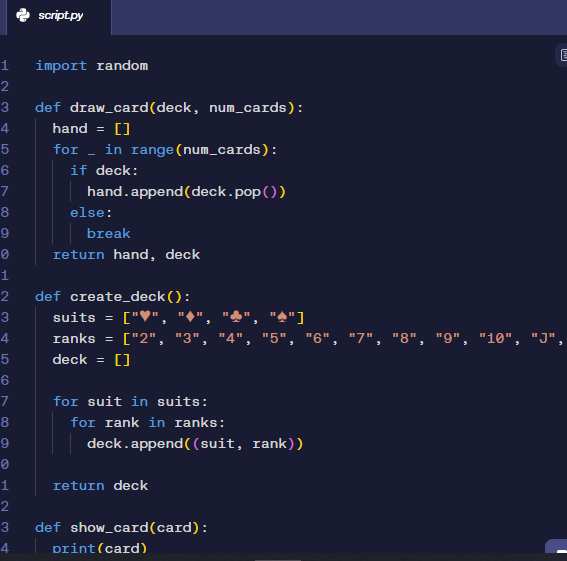 script.py
1 import random
2
3 def draw_card(deck, num_cards):
4 hand = []
5 for _ in range(num_cards):
6 if deck:
7 hand.append(deck.pop())
8 else:
9 break
0 return hand, deck
1
2 def create_deck():
3 suits = ["♥", "♦", "♣", "♠"]
4 ranks = ["2", "3", "4", "5", "6", "7", "8", "9", "10", "J",
5 deck = []
6
7 for suit in suits:
8 for rank in ranks:
9 deck.append((suit, rank))
0
1 return deck
2
3 def show_card(card):
4 print(card)